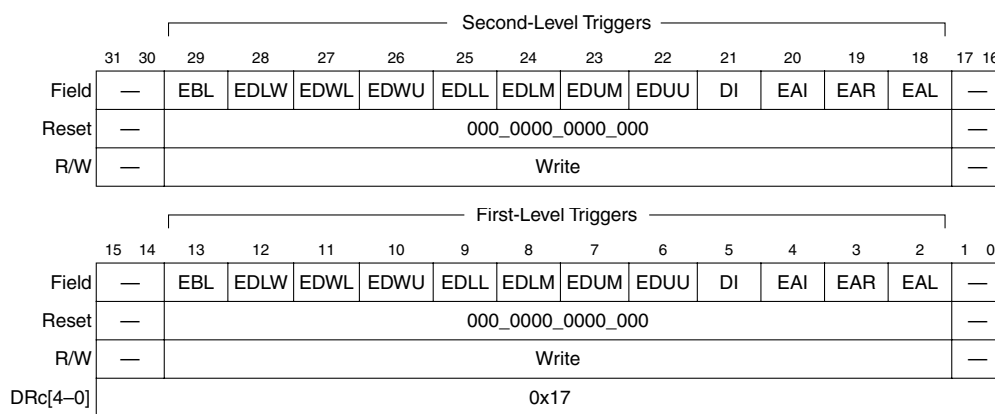 Second-Level Triggers
31 30 29 28 27 26 25 24 23 22 21 20 19 18 17 16
Field — EBL EDLW EDWL EDWU EDLL EDLM EDUM EDUU DI EAI EAR EAL —
Reset — 000_0000_0000_000 —
R/W — Write —
First-Level Triggers
15 14 13 12 11 10 9 8 7 6 5 4 3 2 1 0
Field — EBL EDLW EDWL EDWU EDLL EDLM EDUM EDUU DI EAI EAR EAL —
Reset — 000_0000_0000_000 —
R/W — Write —
DRc[4–0] 0x17